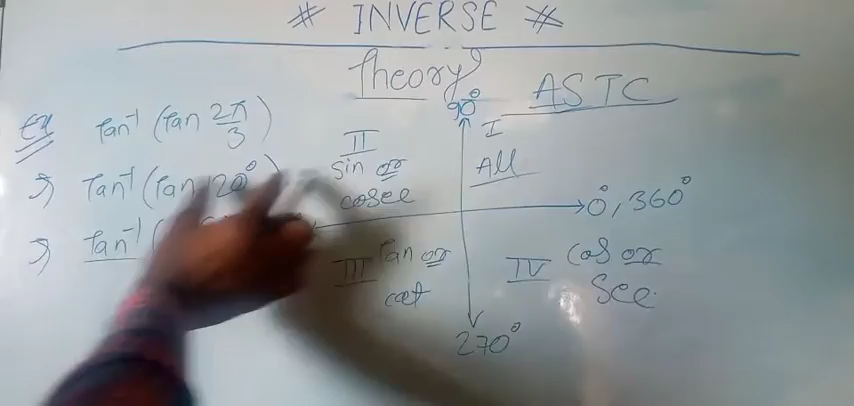 * INVERSE *
Theory
ASTC
Ex tan⁻¹ (tan 2π/3)
⇒ tan⁻¹ (tan 120°)
⇒ tan⁻¹ (
90°
I
All
II
sin or
cosec
0°, 360°
III tan or
cot
IV cos or
Sec.
270°